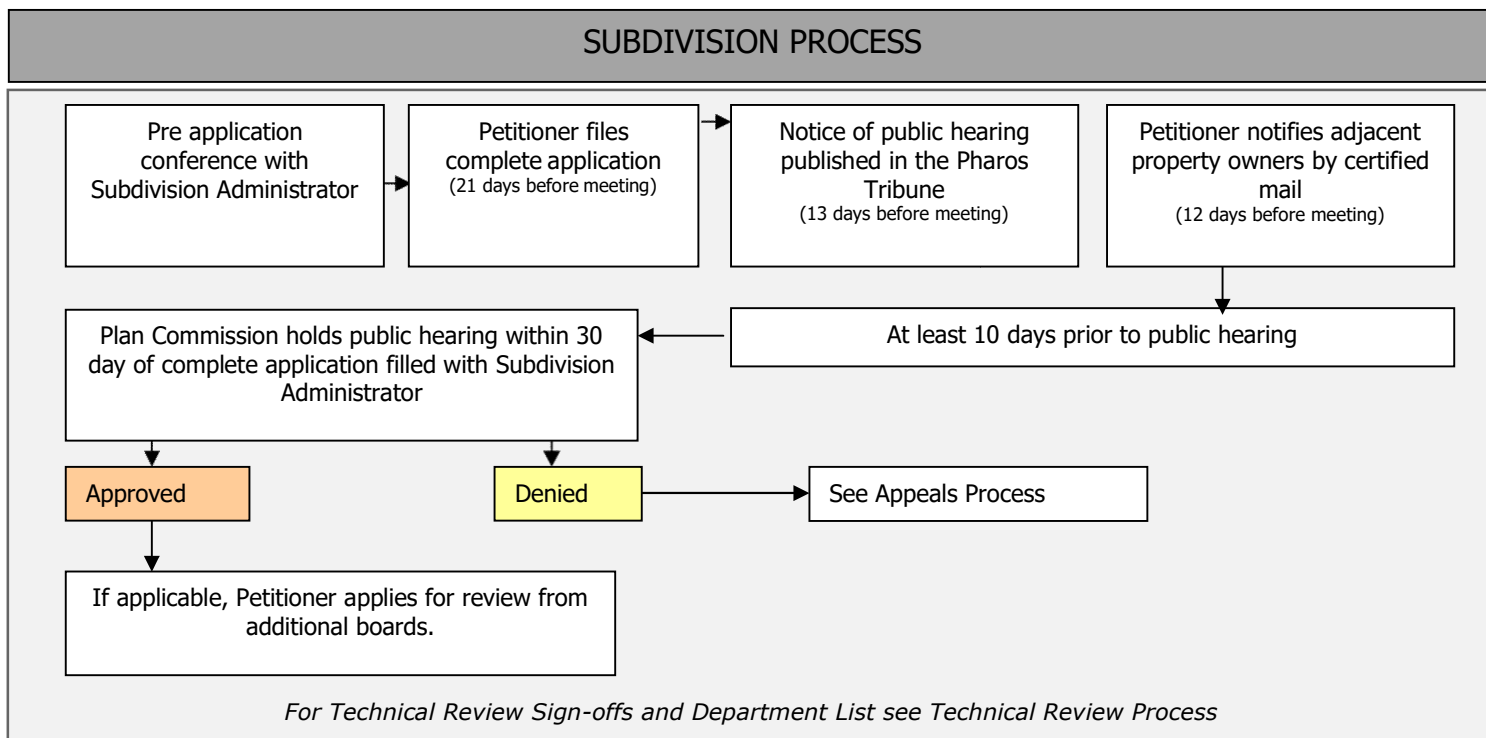 SUBDIVISION PROCESS
Pre application
conference with
Subdivision Administrator
Petitioner files
complete application
(21 days before meeting)
Notice of public hearing
published in the Pharos
Tribune
(13 days before meeting)
Petitioner notifies adjacent
property owners by certified
mail
(12 days before meeting)
At least 10 days prior to public hearing
Plan Commission holds public hearing within 30
day of complete application filled with Subdivision
Administrator
Approved
Denied
See Appeals Process
If applicable, Petitioner applies for review from
additional boards.
For Technical Review Sign-offs and Department List see Technical Review Process